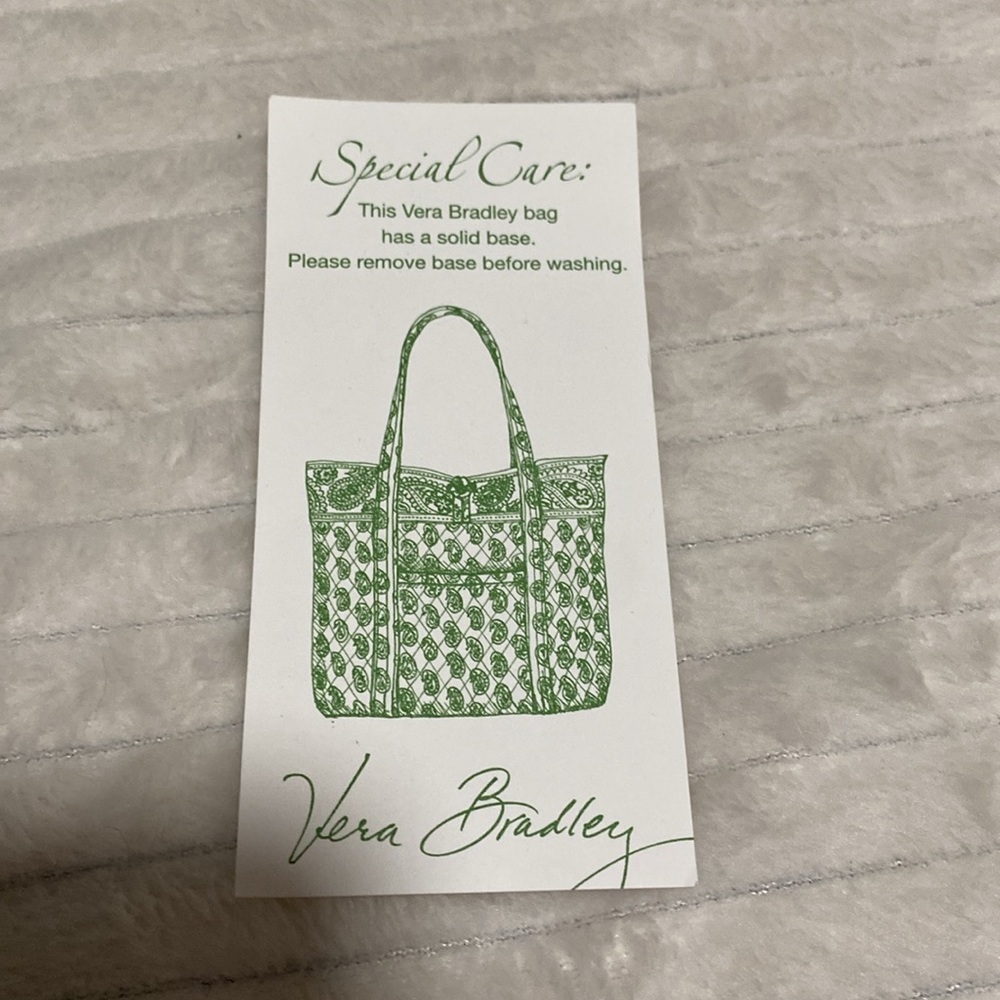 Special Care:
This Vera Bradley bag
has a solid base.
Please remove base before washing.
Vera Bradley